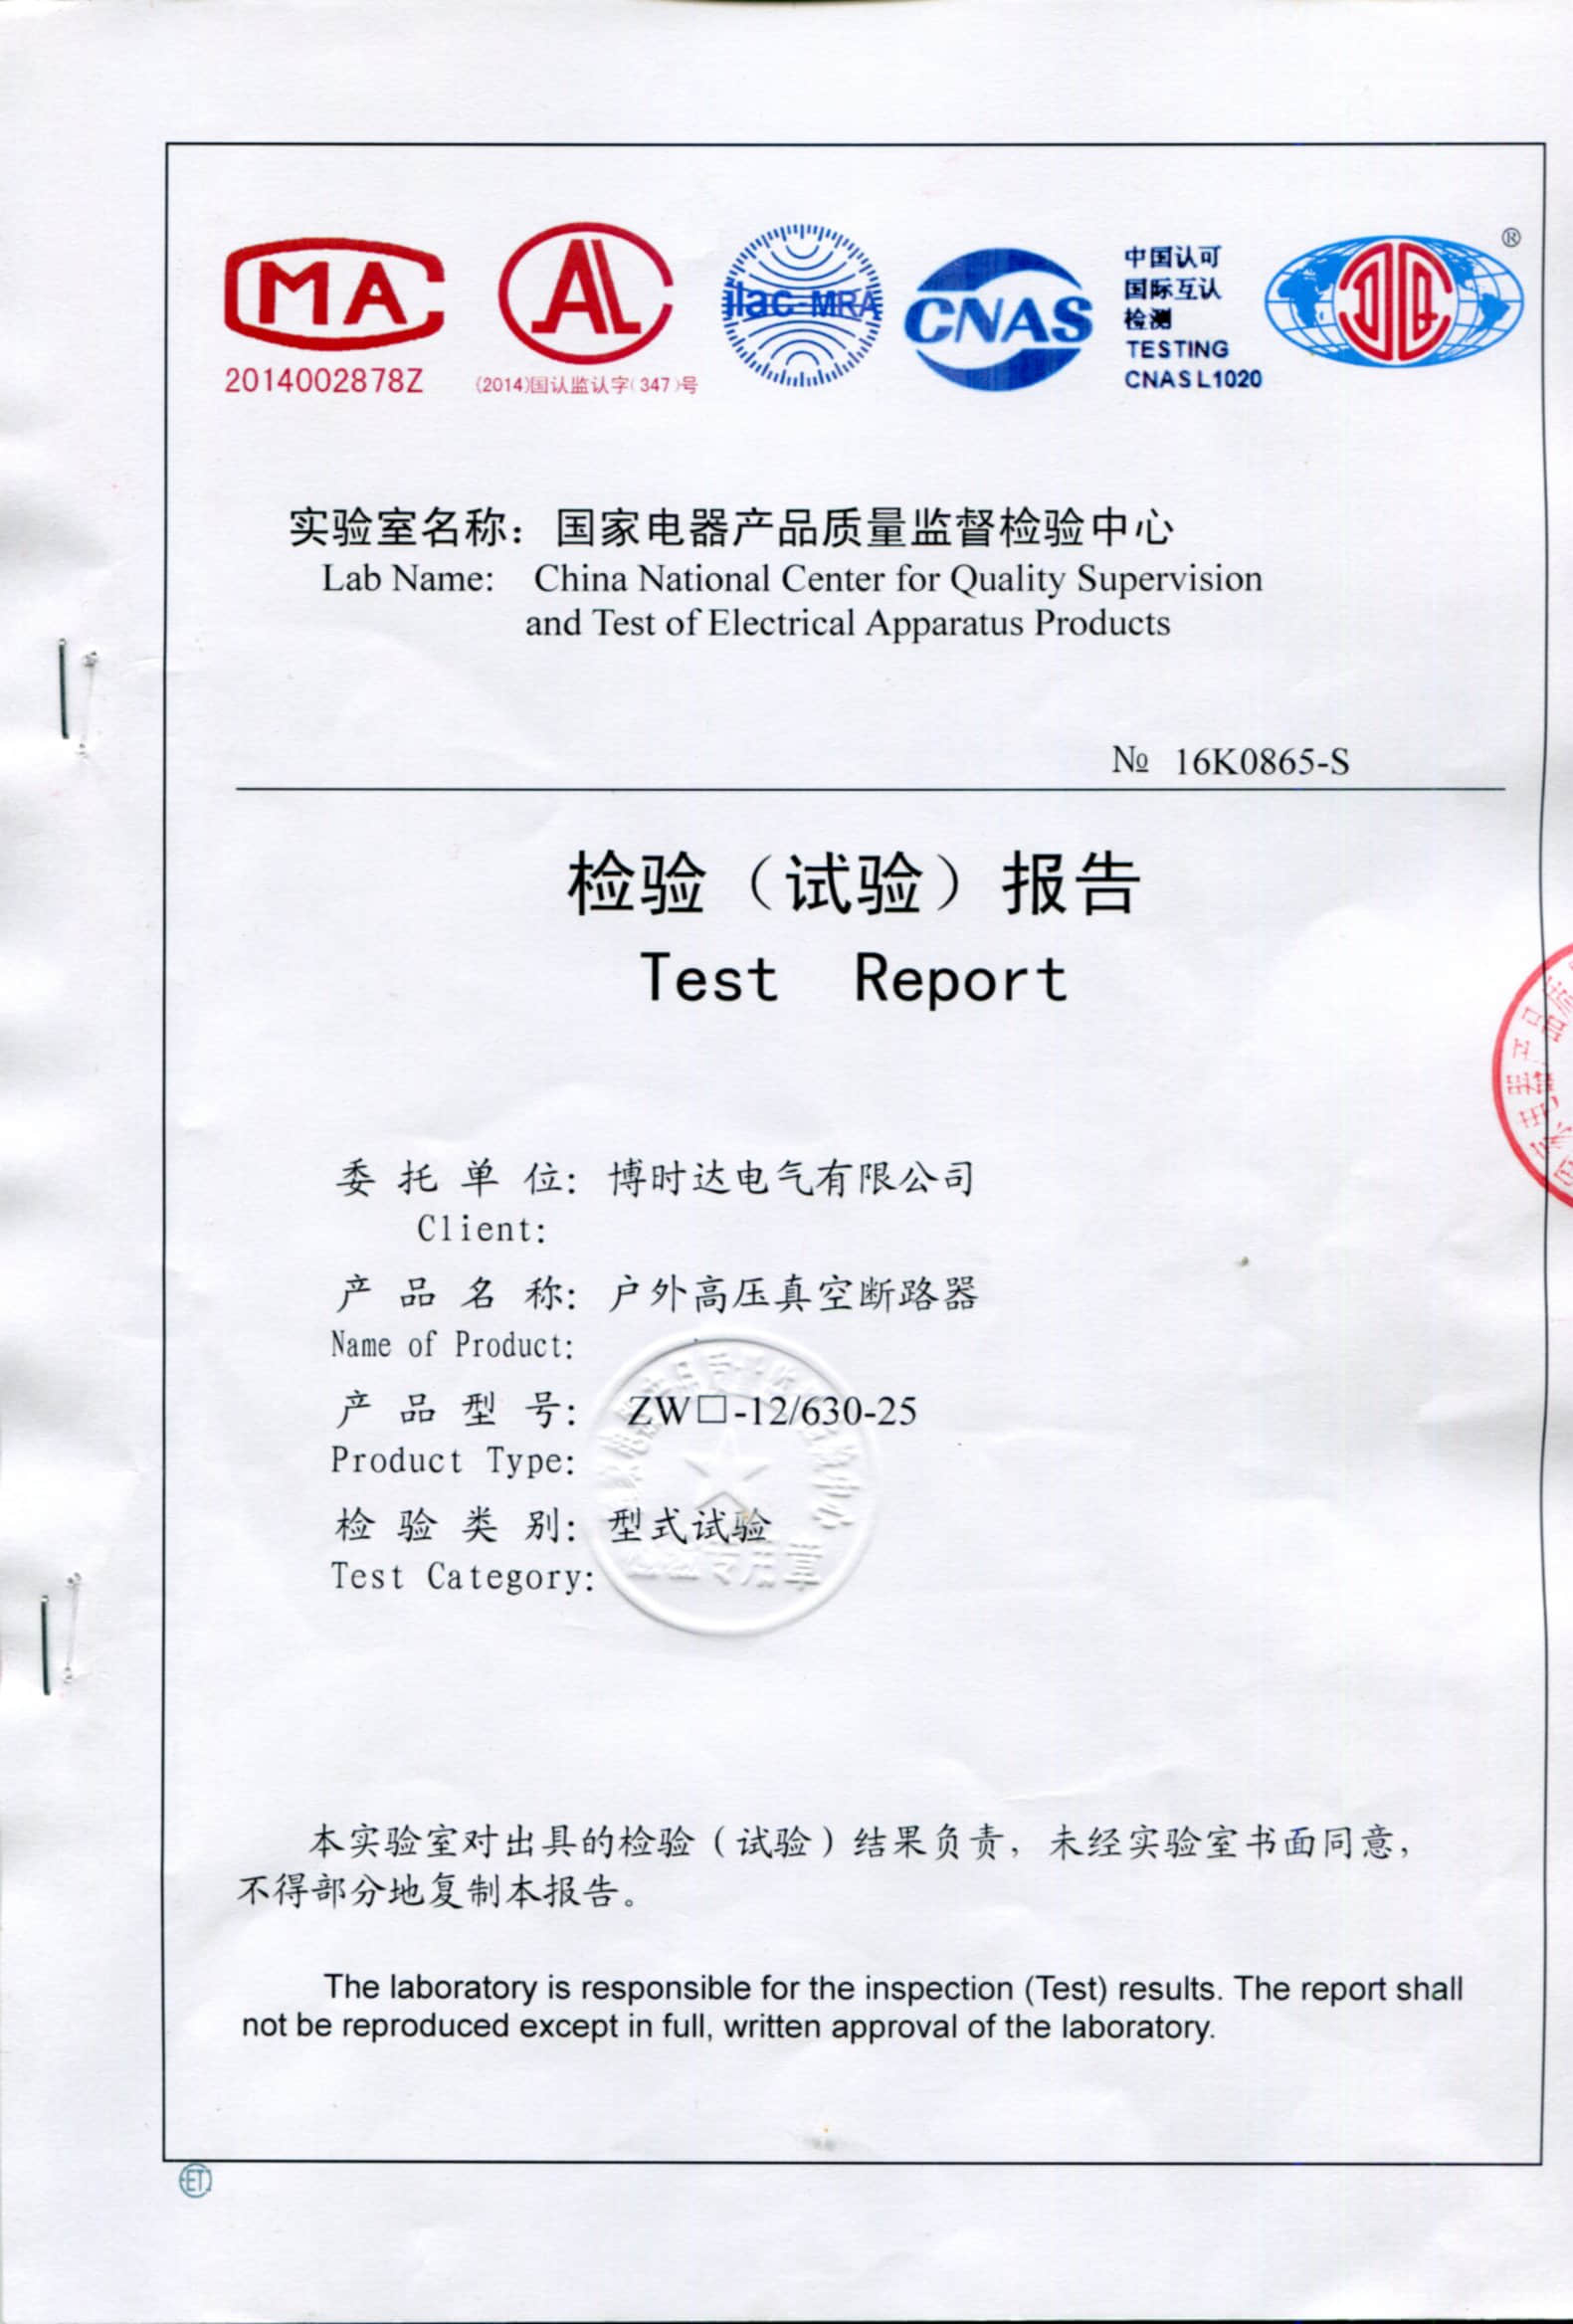 MA
2014002878Z
AL
(2014)国认监认字(347)号
ilac-MRA
CNAS
中国认可
国际互认
检测
TESTING
CNAS L1020
®
实验室名称：国家电器产品质量监督检验中心
Lab Name: China National Center for Quality Supervision
and Test of Electrical Apparatus Products
№ 16K0865-S
检验（试验）报告
Test Report
委托单位：博时达电气有限公司
Client:
产品名称：户外高压真空断路器
Name of Product:
产品型号：ZW□-12/630-25
Product Type:
检验类别：型式试验
Test Category:
检验专用章
本实验室对出具的检验（试验）结果负责，未经实验室书面同意，
不得部分地复制本报告。
The laboratory is responsible for the inspection (Test) results. The report shall
not be reproduced except in full, written approval of the laboratory.